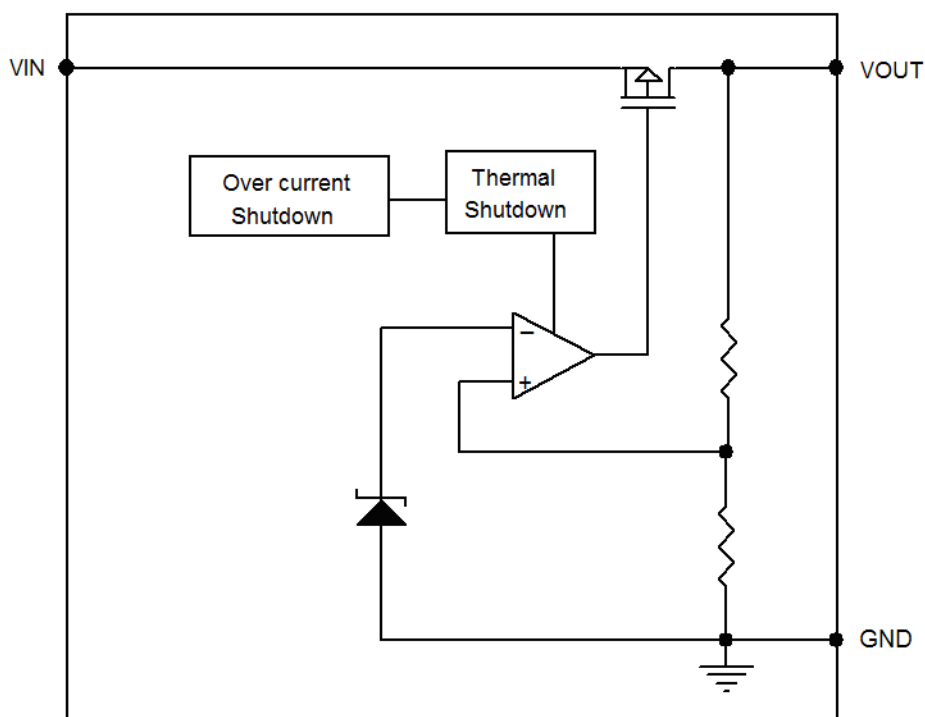 VIN
VOUT
Over current
Shutdown
Thermal
Shutdown
−
+
GND